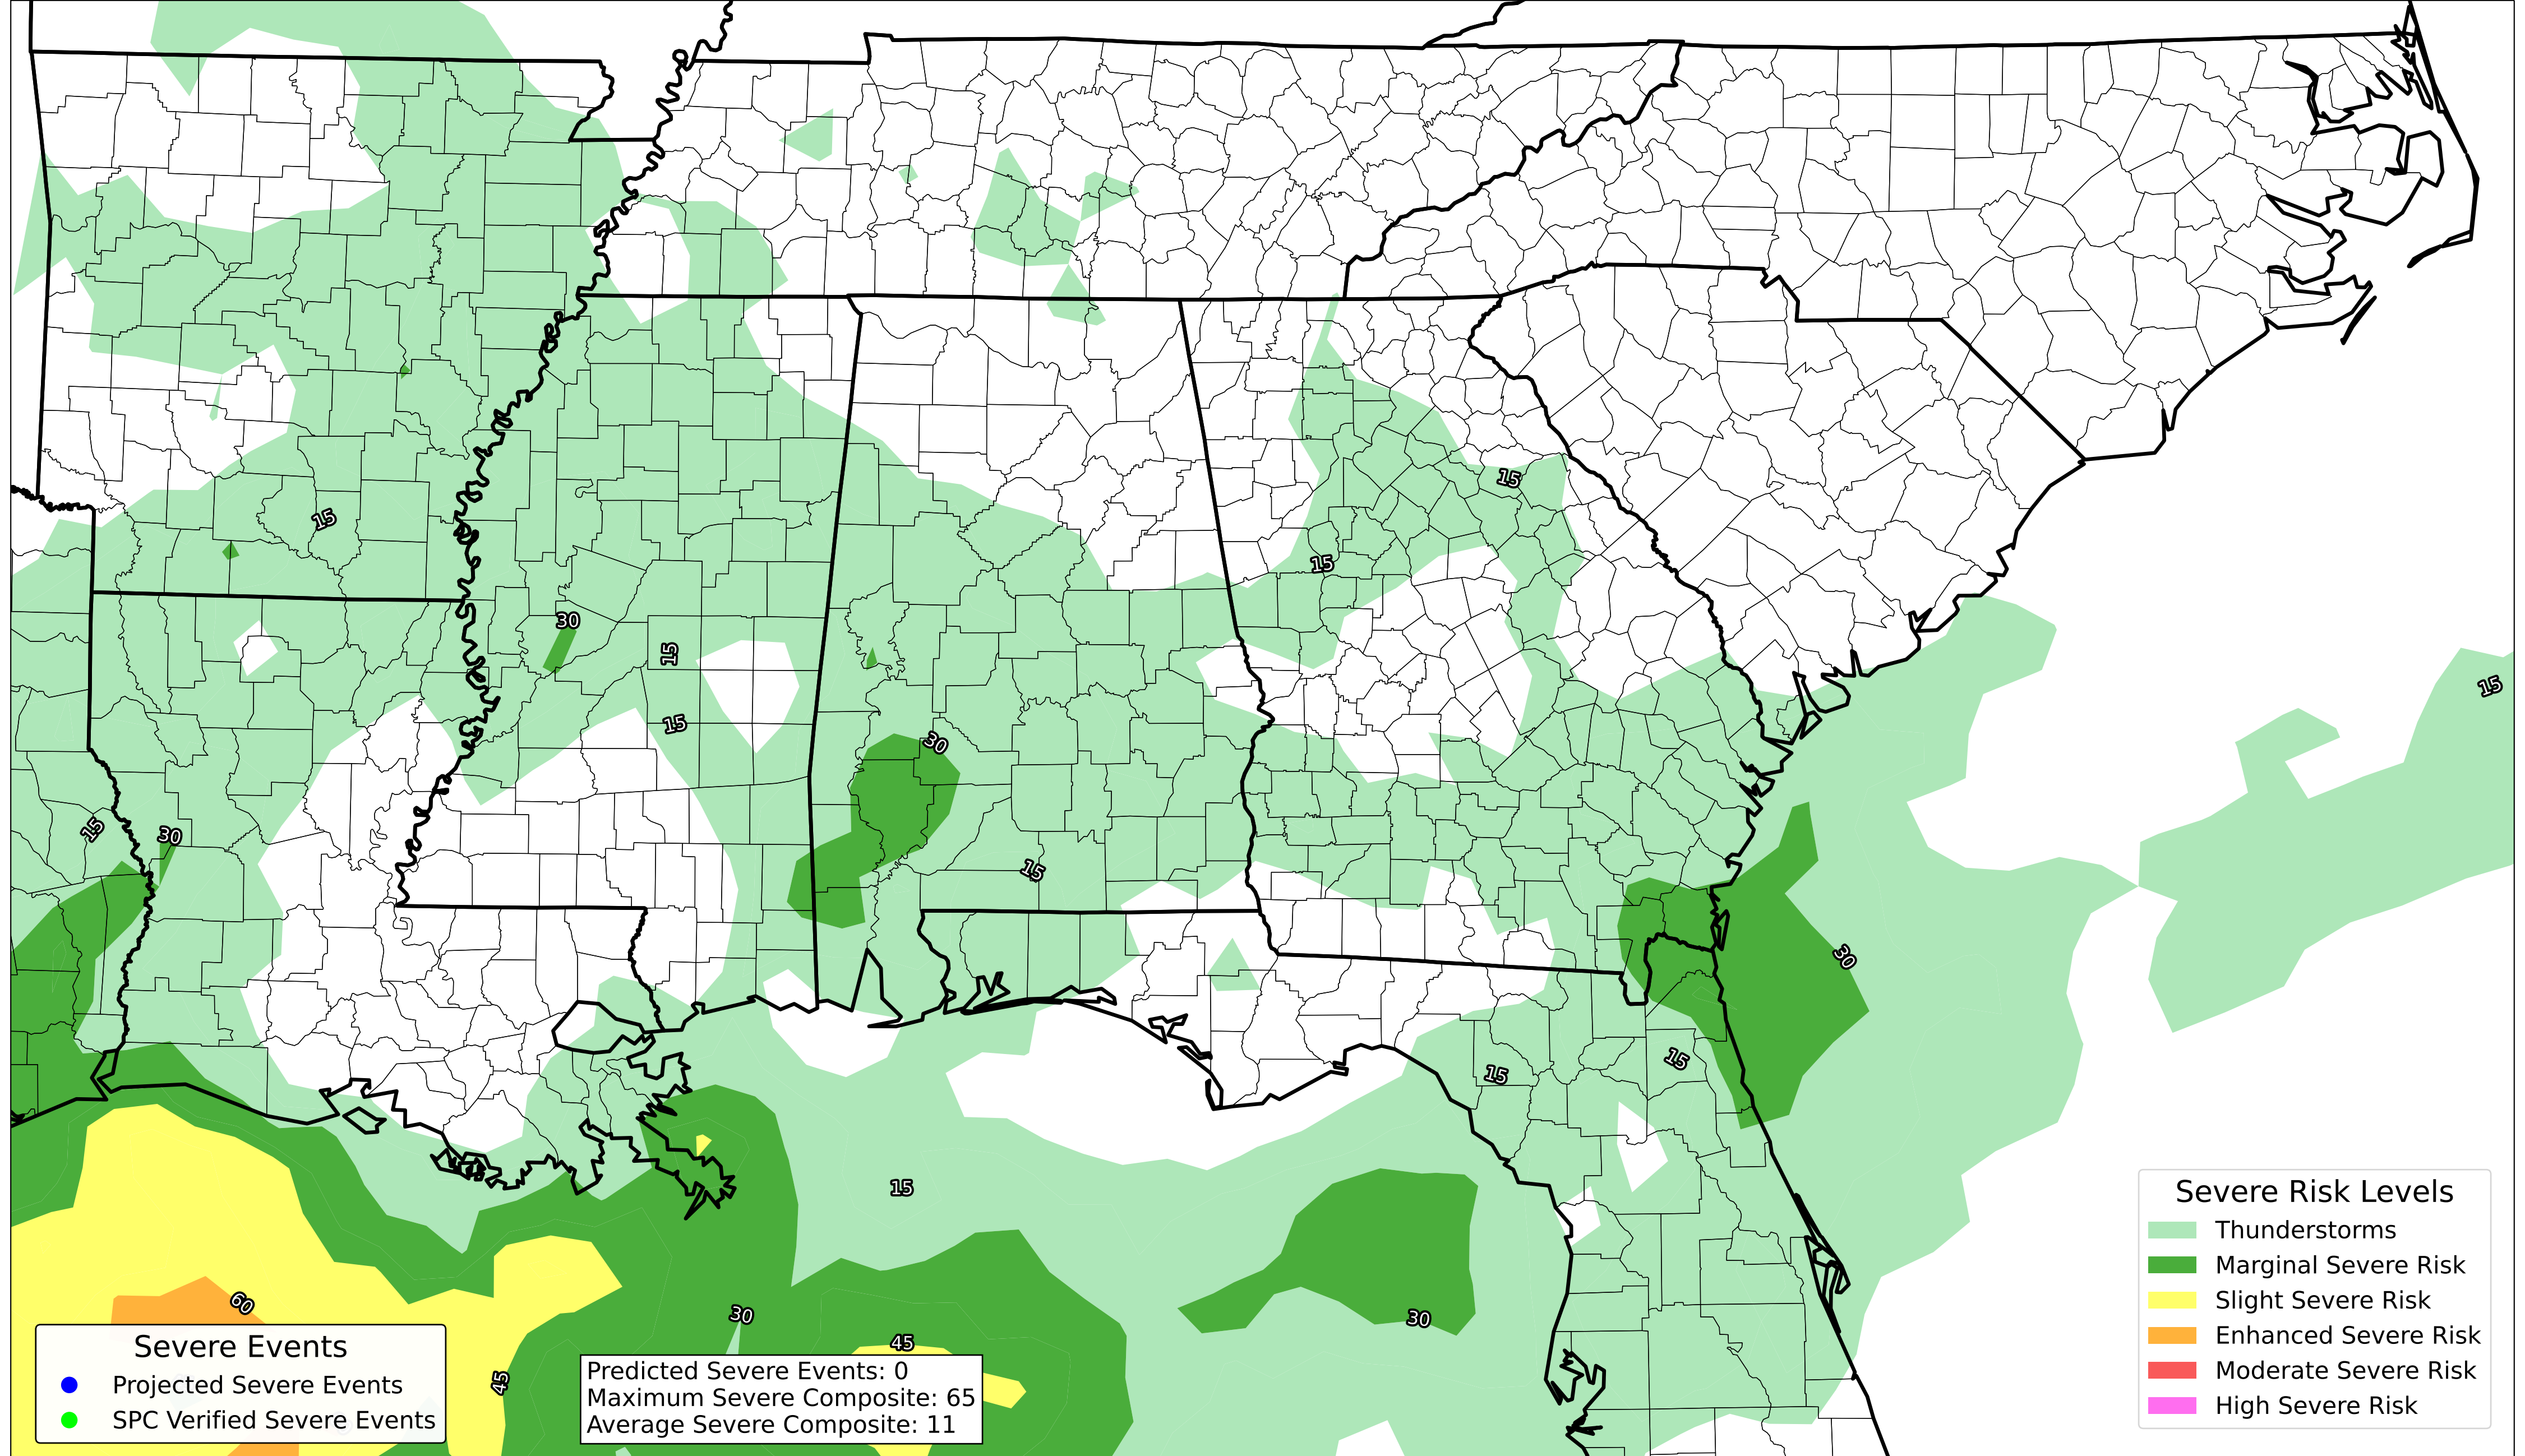 15
15
15
30
15
15
15
30
15
30
15
30
15
15
15
30
30
60
45
45
Severe Risk Levels
Thunderstorms
Marginal Severe Risk
Slight Severe Risk
Enhanced Severe Risk
Moderate Severe Risk
High Severe Risk
Severe Events
Projected Severe Events
SPC Verified Severe Events
Predicted Severe Events: 0
Maximum Severe Composite: 65
Average Severe Composite: 11